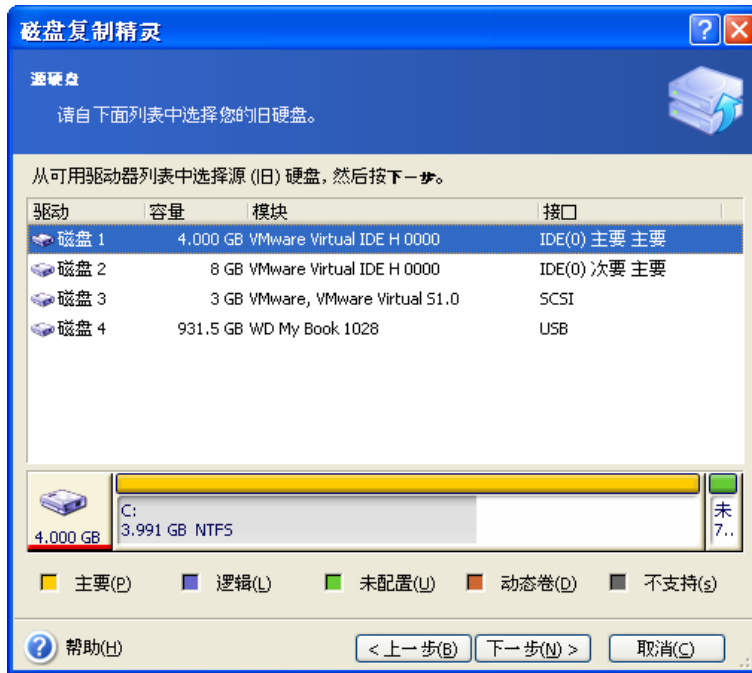 磁盘复制精灵
源硬盘
请自下面列表中选择您的旧硬盘。
从可用驱动器列表中选择源 (旧) 硬盘, 然后按下一步。
驱动 容量 模块 接口
磁盘 1 4.000 GB VMware Virtual IDE H 0000 IDE(0) 主要 主要
磁盘 2 8 GB VMware Virtual IDE H 0000 IDE(0) 次要 主要
磁盘 3 3 GB VMware, VMware Virtual S1.0 SCSI
磁盘 4 931.5 GB WD My Book 1028 USB
4.000 GB
C:
3.991 GB NTFS
未
7..
主要(P) 逻辑(L) 未配置(U) 动态卷(D) 不支持(s)
帮助(H) < 上一步(B) 下一步(N) > 取消(C)